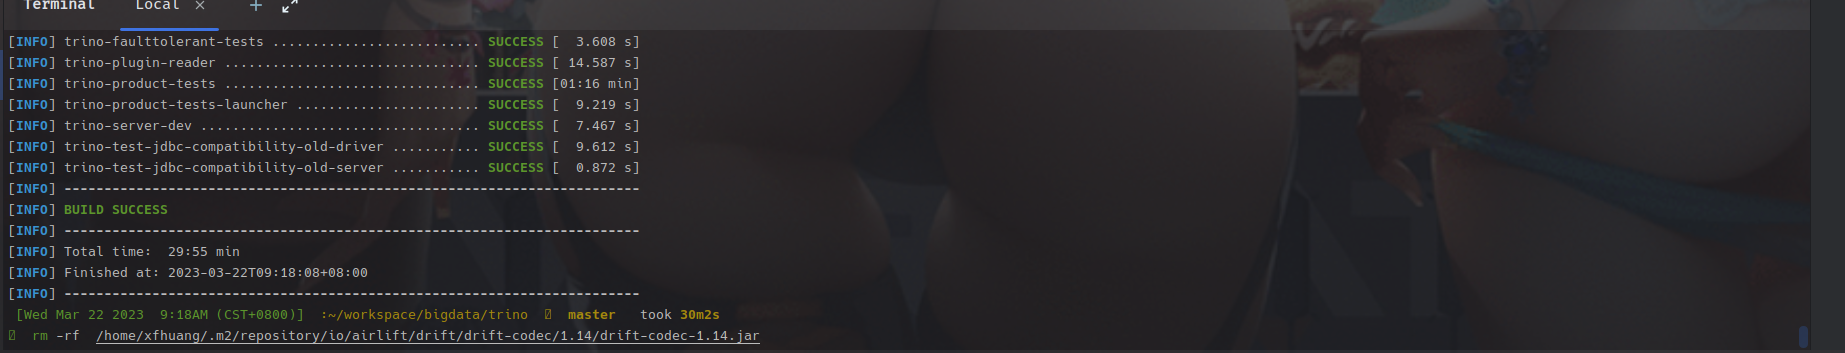 Terminal Local × +
[INFO] trino-faulttolerant-tests .......................... SUCCESS [  3.608 s]
[INFO] trino-plugin-reader ................................ SUCCESS [ 14.587 s]
[INFO] trino-product-tests ................................ SUCCESS [01:16 min]
[INFO] trino-product-tests-launcher ....................... SUCCESS [  9.219 s]
[INFO] trino-server-dev ................................... SUCCESS [  7.467 s]
[INFO] trino-test-jdbc-compatibility-old-driver ........... SUCCESS [  9.612 s]
[INFO] trino-test-jdbc-compatibility-old-server ........... SUCCESS [  0.872 s]
[INFO] ------------------------------------------------------------------------
[INFO] BUILD SUCCESS
[INFO] ------------------------------------------------------------------------
[INFO] Total time:  29:55 min
[INFO] Finished at: 2023-03-22T09:18:08+08:00
[INFO] ------------------------------------------------------------------------
[Wed Mar 22 2023  9:18AM (CST+0800)]  :~/workspace/bigdata/trino  master   took 30m2s
rm -rf  /home/xfhuang/.m2/repository/io/airlift/drift/drift-codec/1.14/drift-codec-1.14.jar